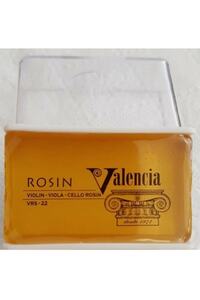 ROSIN
VIOLIN - VIOLA - CELLO ROSIN
VRS - 22
Valencia